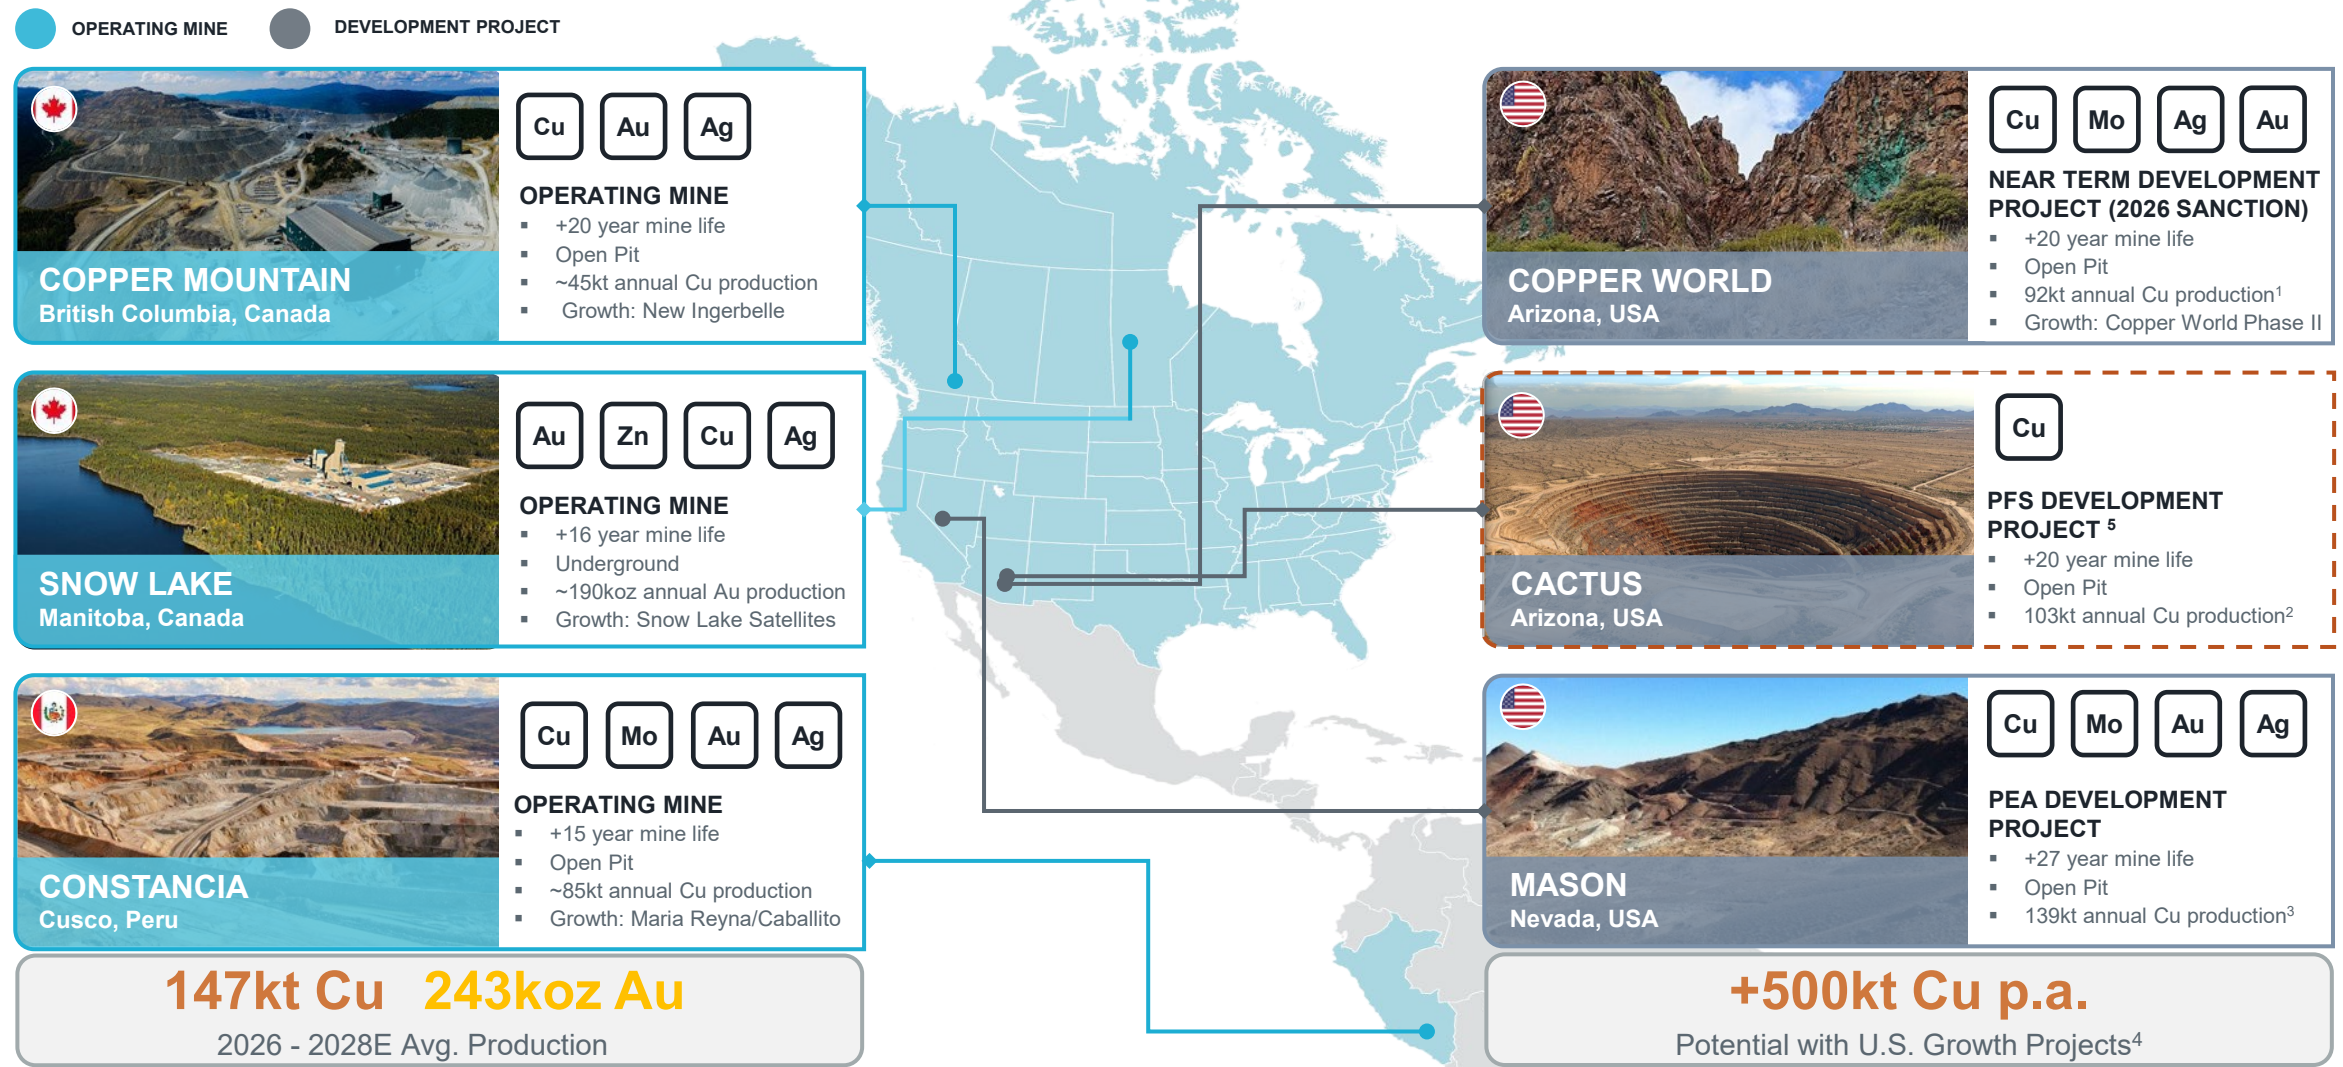 OPERATING MINE
DEVELOPMENT PROJECT
Cu Au Ag
OPERATING MINE
▪ +20 year mine life
▪ Open Pit
▪ ~45kt annual Cu production
▪ Growth: New Ingerbelle
COPPER MOUNTAIN
British Columbia, Canada
Au Zn Cu Ag
OPERATING MINE
▪ +16 year mine life
▪ Underground
▪ ~190koz annual Au production
▪ Growth: Snow Lake Satellites
SNOW LAKE
Manitoba, Canada
Cu Mo Au Ag
OPERATING MINE
▪ +15 year mine life
▪ Open Pit
▪ ~85kt annual Cu production
▪ Growth: Maria Reyna/Caballito
CONSTANCIA
Cusco, Peru
147kt Cu 243koz Au
2026 - 2028E Avg. Production
Cu Mo Ag Au
NEAR TERM DEVELOPMENT
PROJECT (2026 SANCTION)
▪ +20 year mine life
▪ Open Pit
▪ 92kt annual Cu production¹
▪ Growth: Copper World Phase II
COPPER WORLD
Arizona, USA
Cu
PFS DEVELOPMENT
PROJECT ⁵
▪ +20 year mine life
▪ Open Pit
▪ 103kt annual Cu production²
CACTUS
Arizona, USA
Cu Mo Au Ag
PEA DEVELOPMENT
PROJECT
▪ +27 year mine life
▪ Open Pit
▪ 139kt annual Cu production³
MASON
Nevada, USA
+500kt Cu p.a.
Potential with U.S. Growth Projects⁴